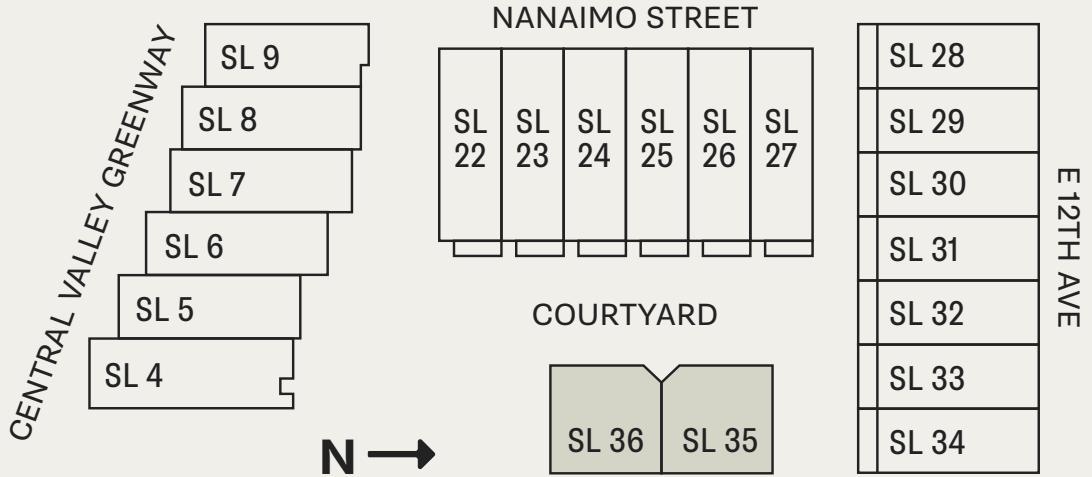 NANAIMO STREET
CENTRAL VALLEY GREENWAY
SL 9
SL 8
SL 7
SL 6
SL 5
SL 4
SL
22
SL
23
SL
24
SL
25
SL
26
SL
27
SL 28
SL 29
SL 30
SL 31
SL 32
SL 33
SL 34
E 12TH AVE
COURTYARD
SL 36
SL 35
N